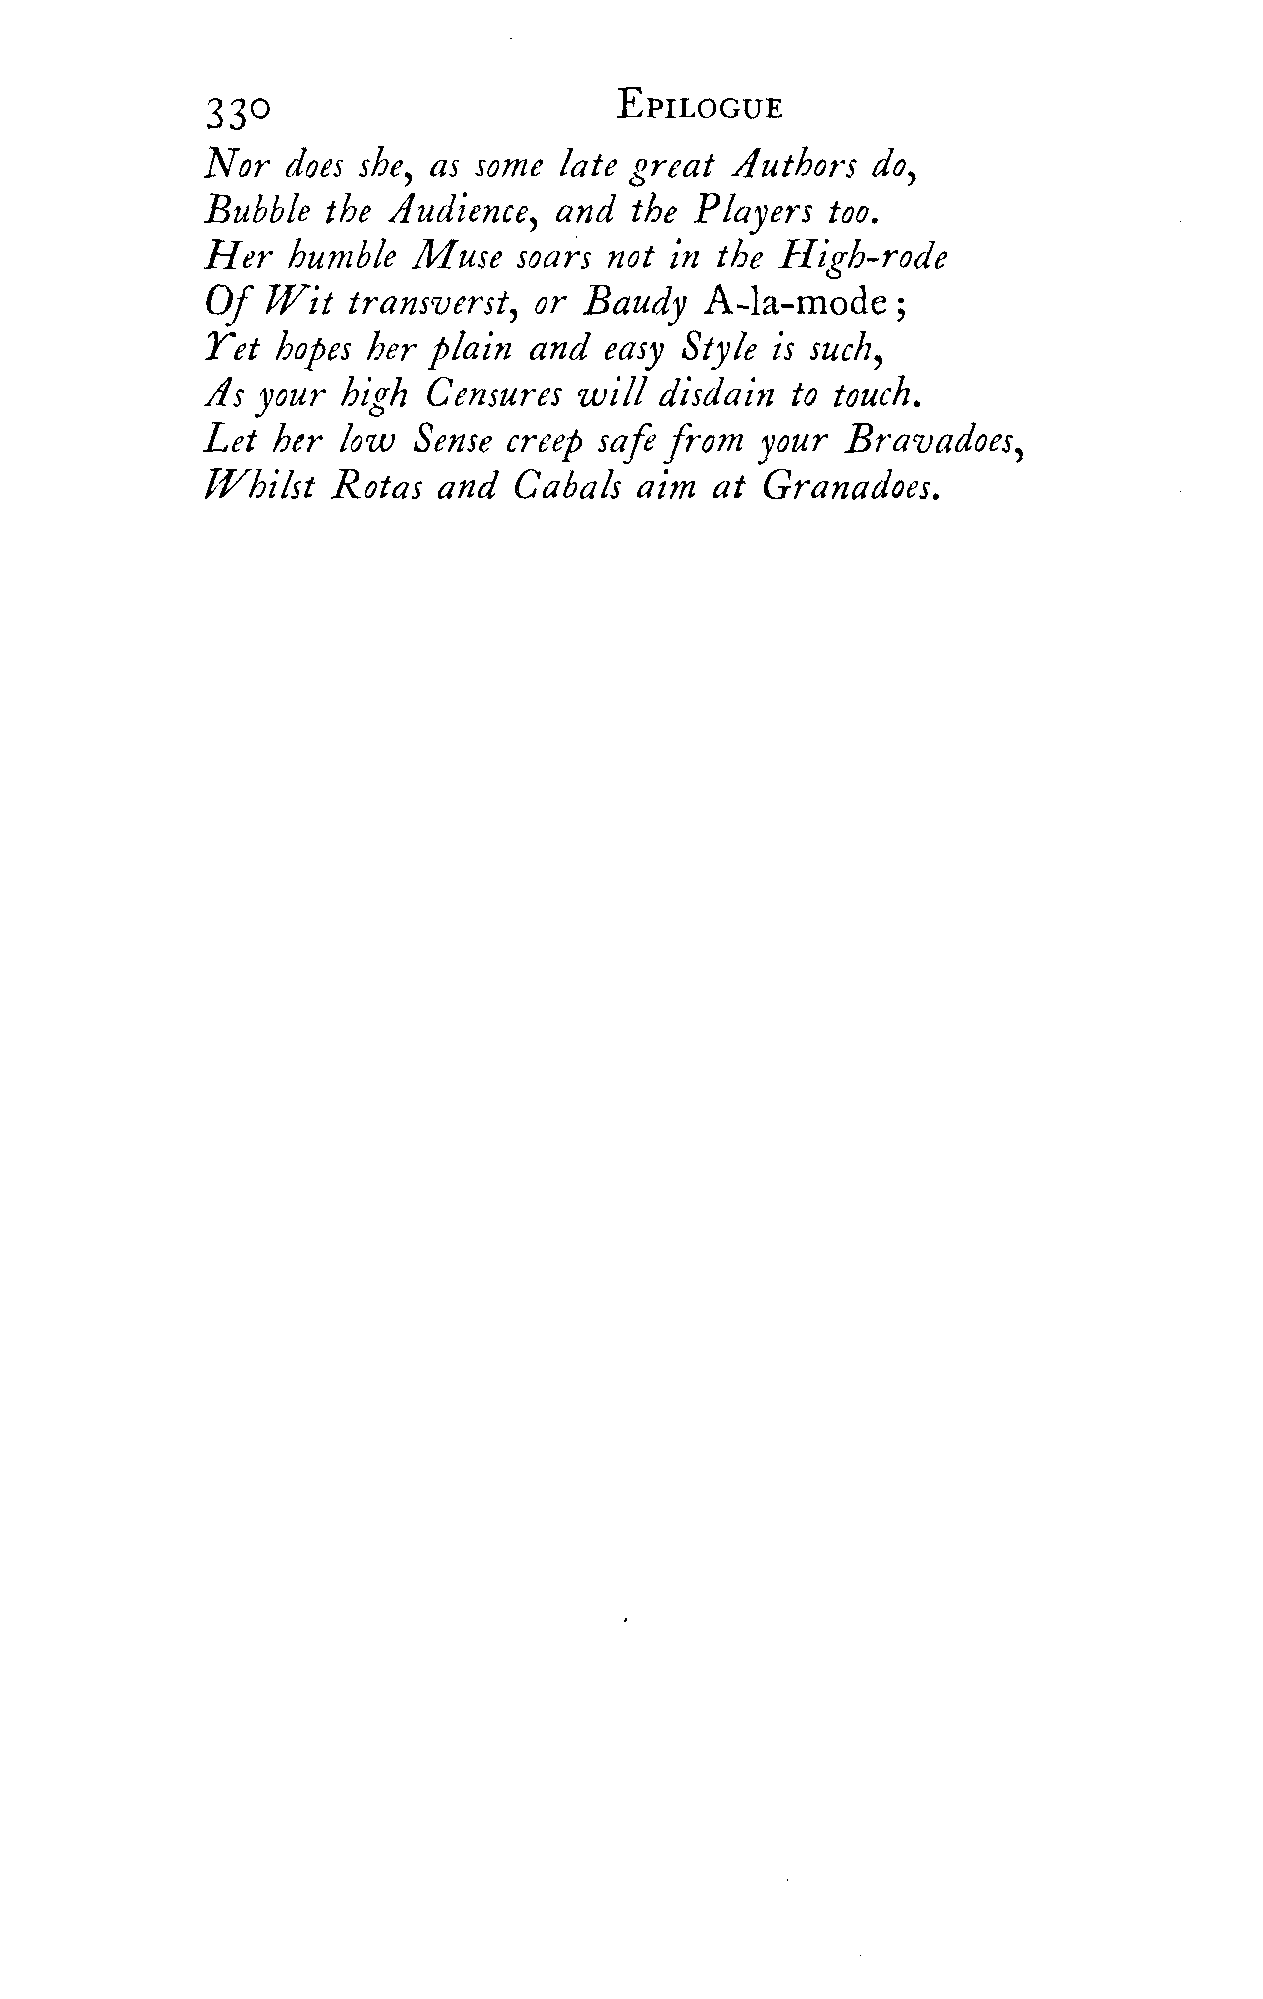 330 EPILOGUE
Nor does she, as some late great Authors do,
Bubble the Audience, and the Players too.
Her humble Muse soars not in the High-rode
Of Wit transverst, or Baudy A-la-mode;
Yet hopes her plain and easy Style is such,
As your high Censures will disdain to touch.
Let her low Sense creep safe from your Bravadoes,
Whilst Rotas and Cabals aim at Granadoes.